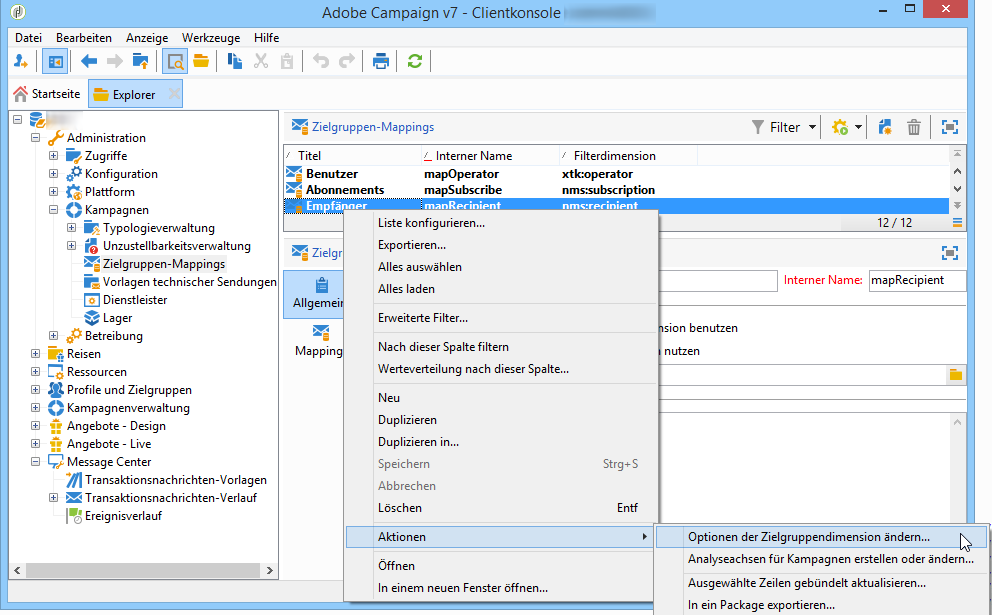 Adobe Campaign v7 - Clientkonsole
Datei Bearbeiten Anzeige Werkzeuge Hilfe
Startseite Explorer
Administration
Zugriffe
Konfiguration
Plattform
Kampagnen
Typologieverwaltung
Unzustellbarkeitsverwaltung
Zielgruppen-Mappings
Vorlagen technischer Sendungen
Dienstleister
Lager
Betreibung
Reisen
Ressourcen
Profile und Zielgruppen
Kampagnenverwaltung
Angebote - Design
Angebote - Live
Message Center
Transaktionsnachrichten-Vorlagen
Transaktionsnachrichten-Verlauf
Ereignisverlauf
Zielgruppen-Mappings Filter
Titel Interner Name Filterdimension
Benutzer mapOperator xtk:operator
Abonnements mapSubscribe nms:subscription
Empfänger mapRecipient nms:recipient
12 / 12
Zielgr
Allgemein
Mapping
Interner Name: mapRecipient
nsion benutzen
nutzen
Liste konfigurieren...
Exportieren...
Alles auswählen
Alles laden
Erweiterte Filter...
Nach dieser Spalte filtern
Werteverteilung nach dieser Spalte...
Neu
Duplizieren
Duplizieren in...
Speichern Strg+S
Abbrechen
Löschen Entf
Aktionen
Öffnen
In einem neuen Fenster öffnen...
Optionen der Zielgruppendimension ändern...
Analyseachsen für Kampagnen erstellen oder ändern...
Ausgewählte Zeilen gebündelt aktualisieren...
In ein Package exportieren...